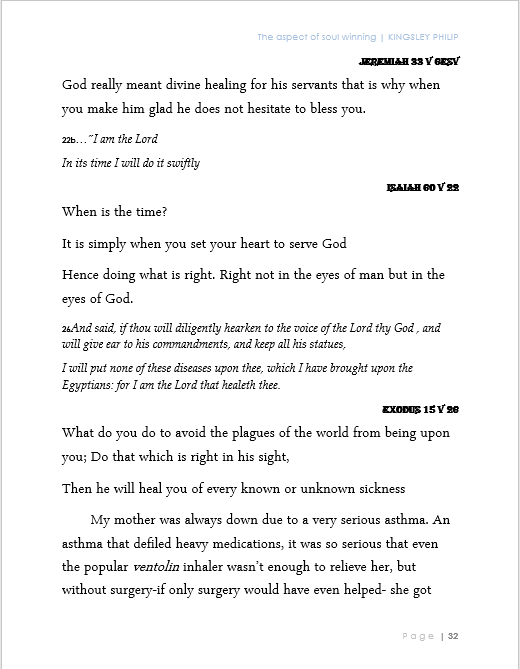 The aspect of soul winning | KINGSLEY PHILIP
JEREMIAH 33 V 6ESV
God really meant divine healing for his servants that is why when
you make him glad he does not hesitate to bless you.
22b…~I am the Lord
In its time I will do it swiftly
ISAIAH 60 V 22
When is the time?
It is simply when you set your heart to serve God
Hence doing what is right. Right not in the eyes of man but in the
eyes of God.
26And said, if thou will diligently hearken to the voice of the Lord thy God , and
will give ear to his commandments, and keep all his statues,
I will put none of these diseases upon thee, which I have brought upon the
Egyptians: for I am the Lord that healeth thee.
EXODUS 15 V 26
What do you do to avoid the plagues of the world from being upon
you; Do that which is right in his sight,
Then he will heal you of every known or unknown sickness
My mother was always down due to a very serious asthma. An
asthma that defiled heavy medications, it was so serious that even
the popular ventolin inhaler wasn't enough to relieve her, but
without surgery-if only surgery would have even helped- she got
Page | 32